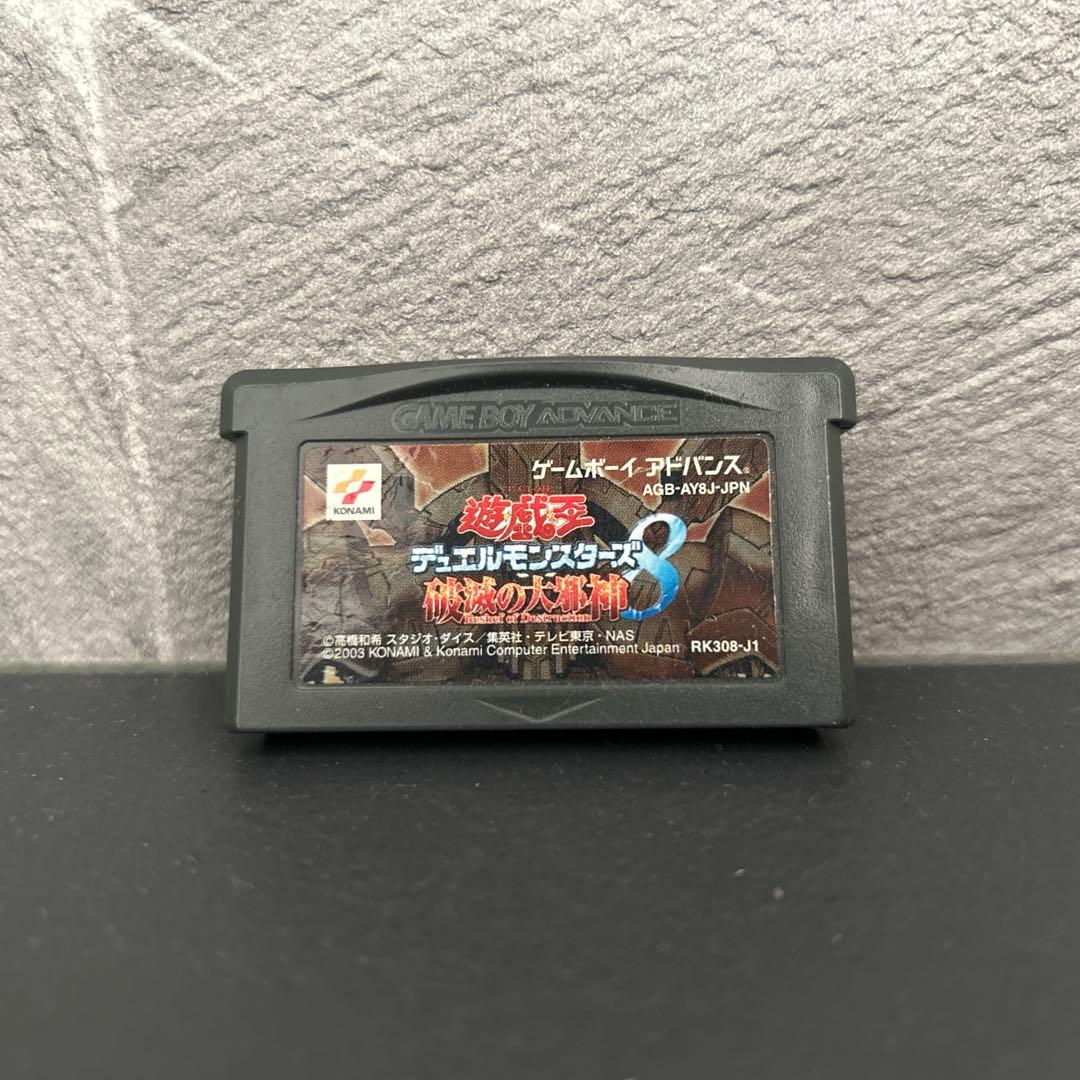 GAME BOY ADVANCE
ゲームボーイ アドバンス®
AGB-AY8J-JPN
KONAMI
遊戯王
デュエルモンスターズ8
破滅の大邪神
Reshef of Destruction
©高橋和希 スタジオ・ダイス／集英社・テレビ東京・NAS
©2003 KONAMI & Konami Computer Entertainment Japan RK308-J1